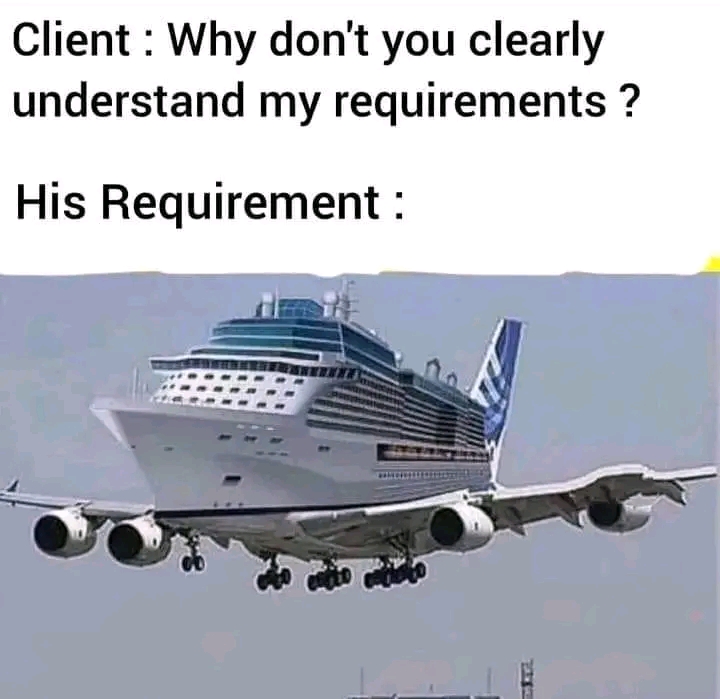 Client : Why don't you clearly
understand my requirements ?
His Requirement :